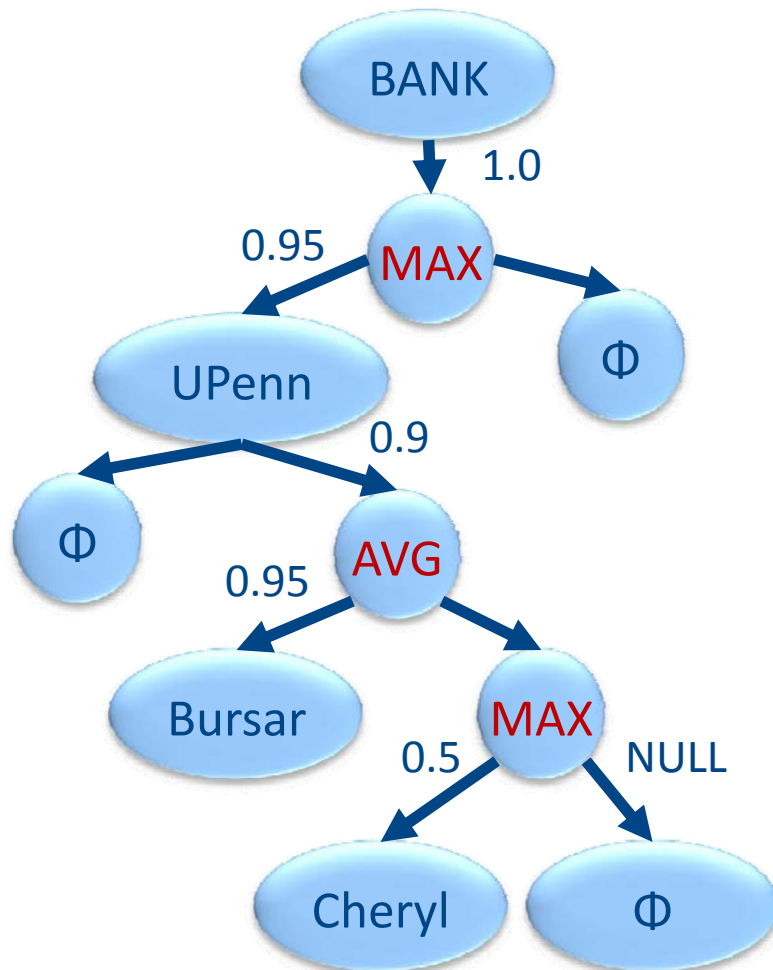 BANK
1.0
0.95
MAX
Φ
UPenn
0.9
Φ
AVG
0.95
Bursar
MAX
0.5
NULL
Cheryl
Φ